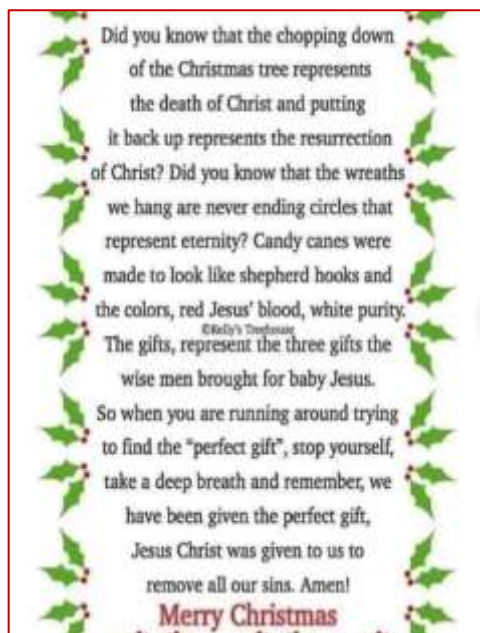 Did you know that the chopping down
of the Christmas tree represents
the death of Christ and putting
it back up represents the resurrection
of Christ? Did you know that the wreaths
we hang are never ending circles that
represent eternity? Candy canes were
made to look like shepherd hooks and
the colors, red Jesus' blood, white purity.
©Kelly's Treehouse
The gifts, represent the three gifts the
wise men brought for baby Jesus.
So when you are running around trying
to find the “perfect gift”, stop yourself,
take a deep breath and remember, we
have been given the perfect gift,
Jesus Christ was given to us to
remove all our sins. Amen!
Merry Christmas